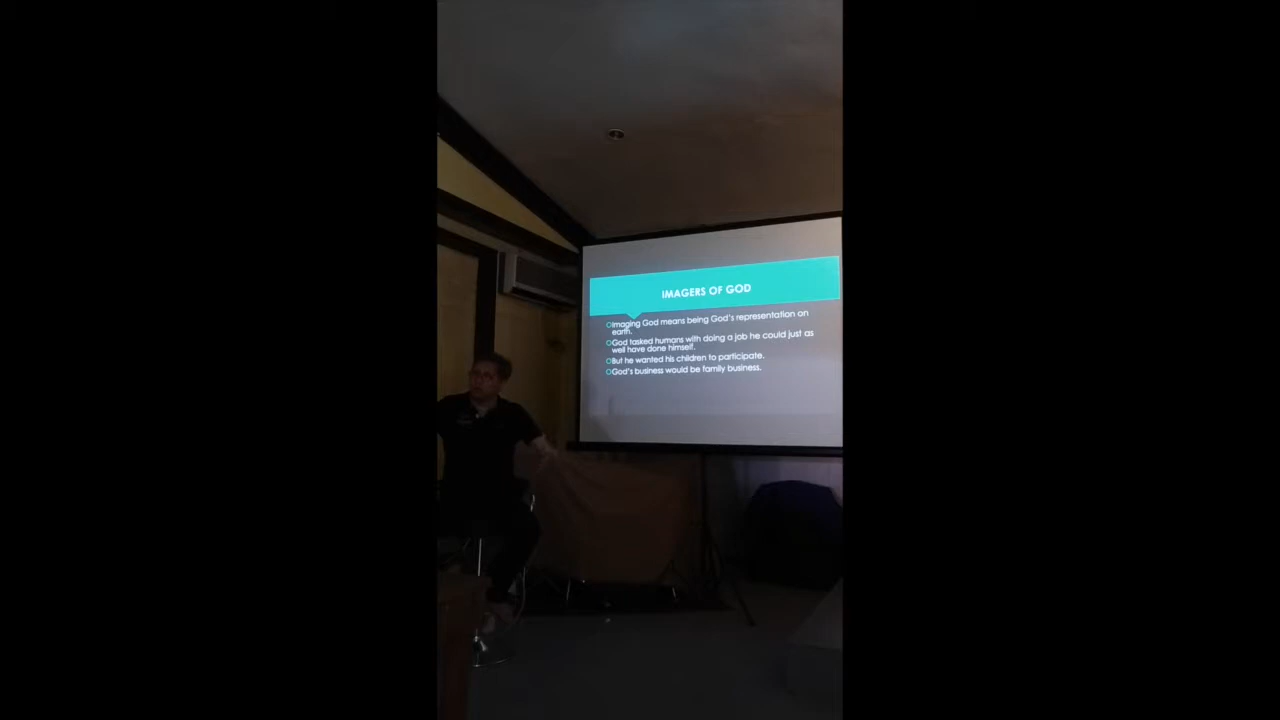 IMAGERS OF GOD
Imaging God means being God's representation on
earth.
God tasked humans with doing a job he could just as
well have done himself.
But he wanted his children to participate.
God's business would be family business.